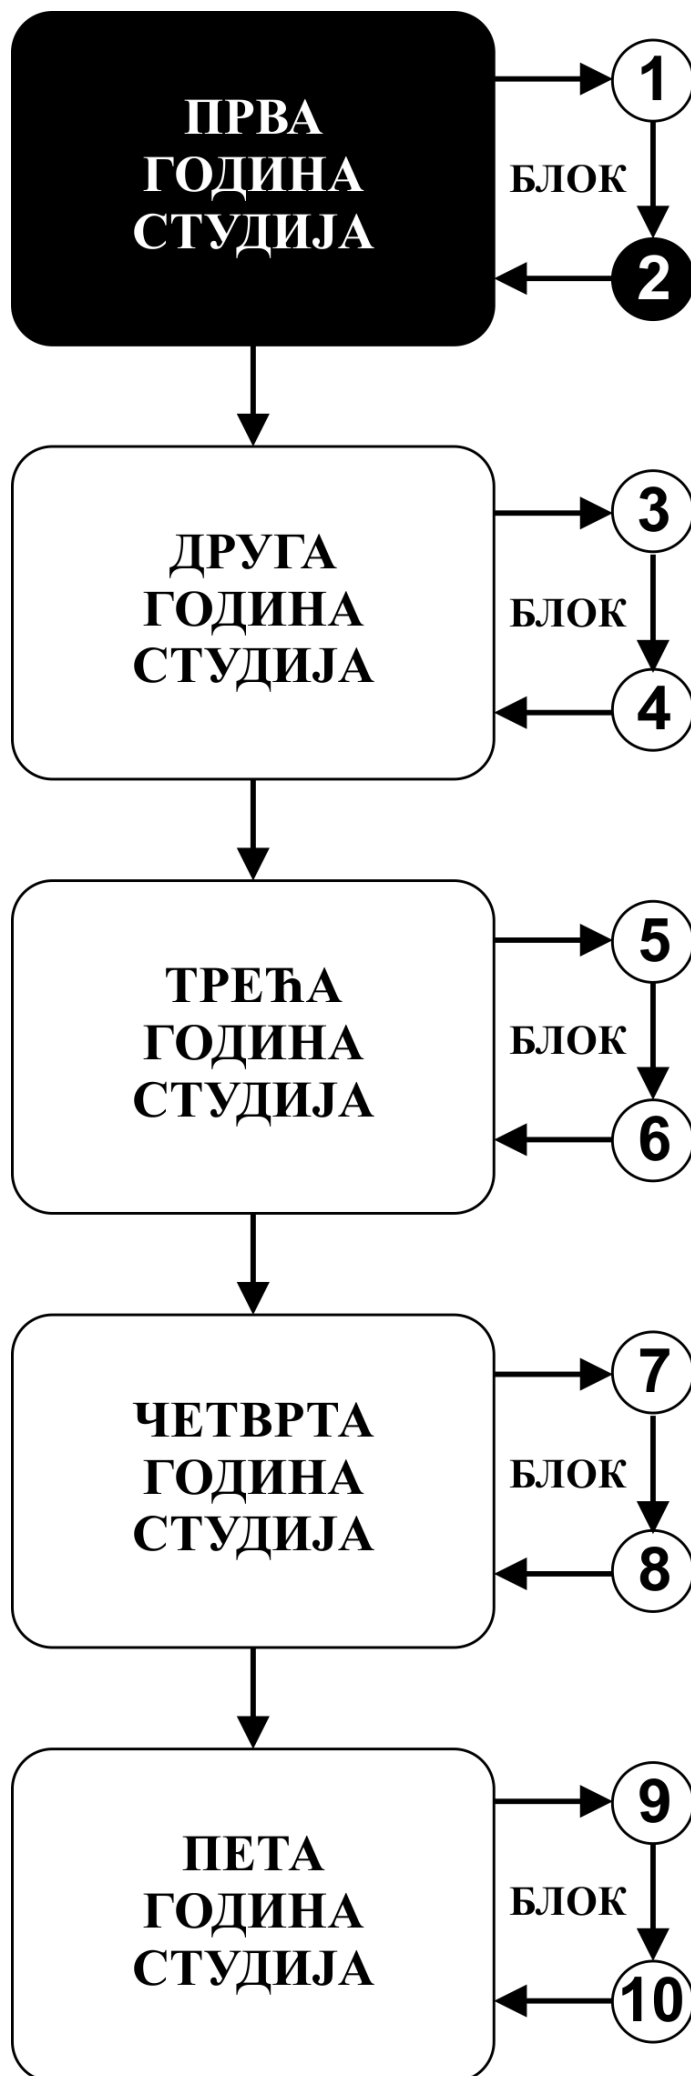 ПРВА
ГОДИНА
СТУДИЈА
1
БЛОК
2
ДРУГА
ГОДИНА
СТУДИЈА
3
БЛОК
4
ТРЕЋА
ГОДИНА
СТУДИЈА
5
БЛОК
6
ЧЕТВРТА
ГОДИНА
СТУДИЈА
7
БЛОК
8
ПЕТА
ГОДИНА
СТУДИЈА
9
БЛОК
10